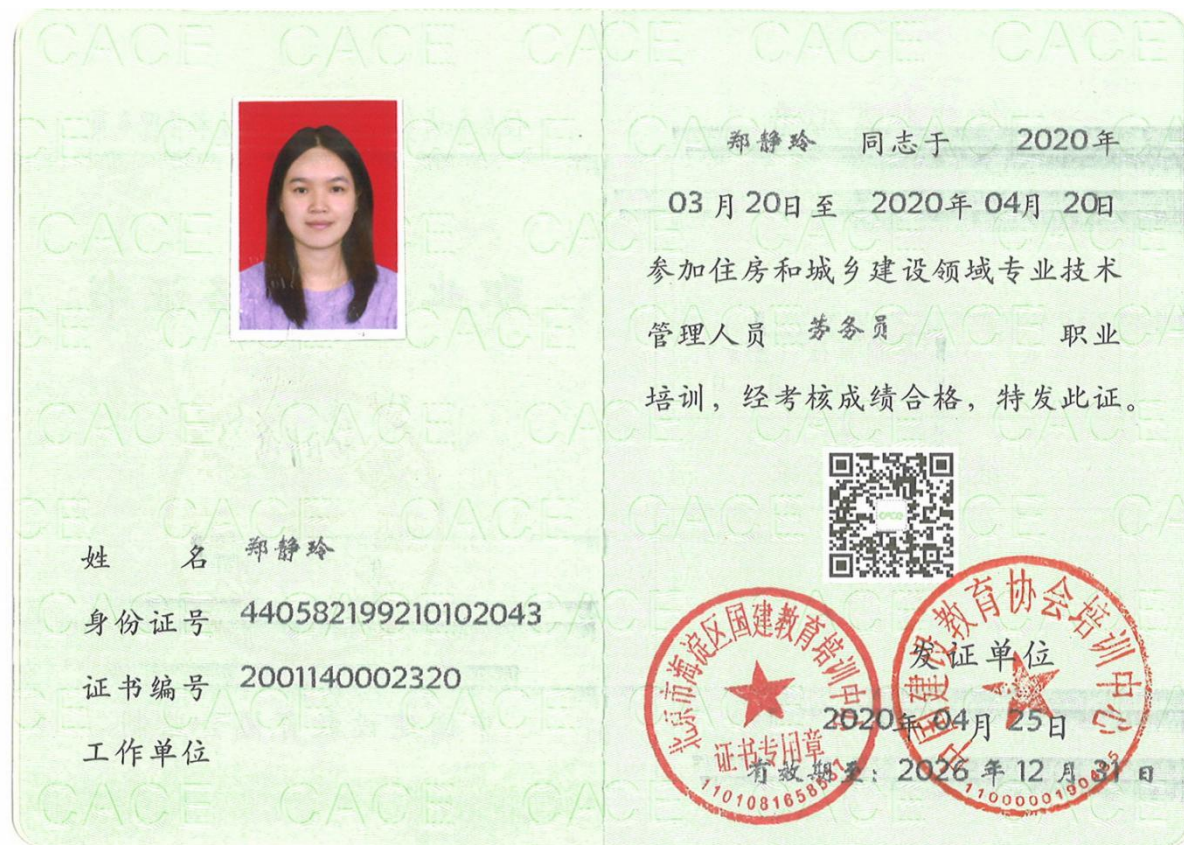 姓 名 郑静玲
身份证号 440582199210102043
证书编号 2001140002320
工作单位
郑静玲 同志于 2020年
03月20日至 2020年04月20日
参加住房和城乡建设领域专业技术
管理人员 劳务员 职业
培训，经考核成绩合格，特发此证。
CACE
北京市海淀区国建教育培训中心
证书专用章
中国建设教育协会培训中心
发证单位
2020年04月25日
有效期至：2026年12月31日